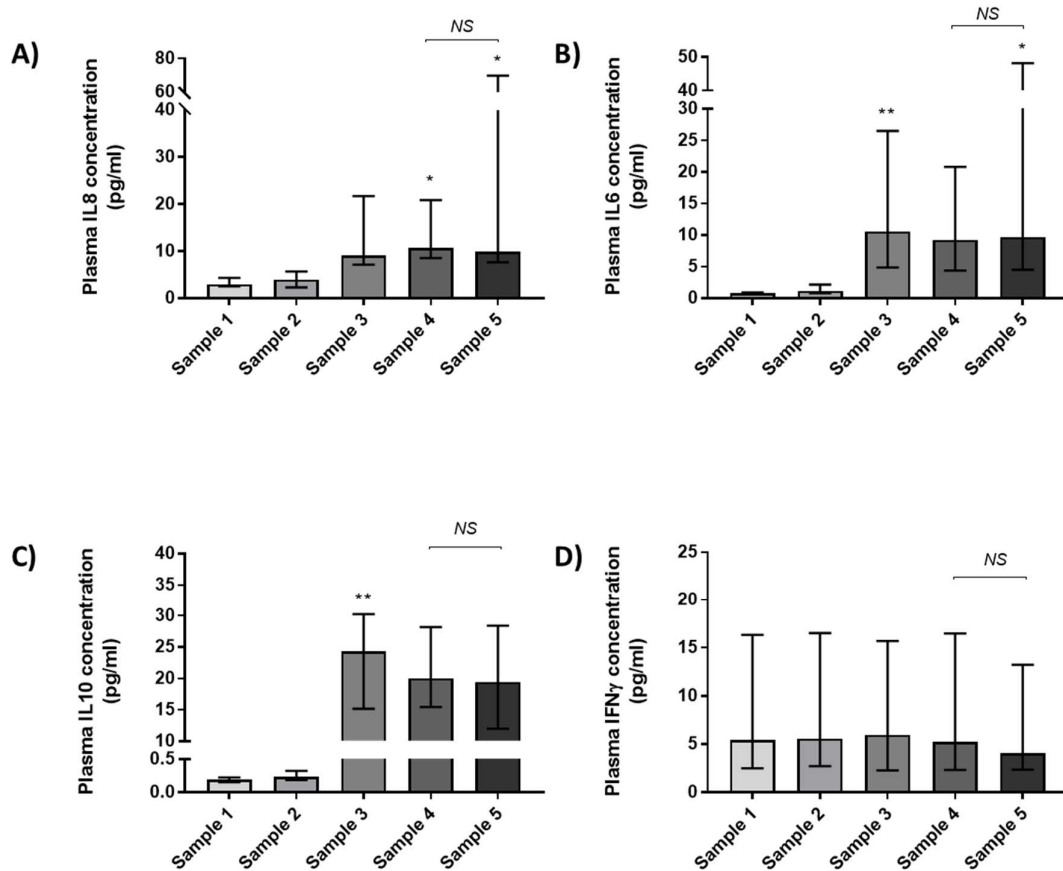 A)
NS
*
*
Plasma IL8 concentration
(pg/ml)
80
60
40
30
20
10
0
Sample 1
Sample 2
Sample 3
Sample 4
Sample 5
B)
NS
*
**
Plasma IL6 concentration
(pg/ml)
50
40
30
25
20
15
10
5
0
Sample 1
Sample 2
Sample 3
Sample 4
Sample 5
C)
NS
**
Plasma IL10 concentration
(pg/ml)
40
35
30
25
20
15
10
0.5
0.0
Sample 1
Sample 2
Sample 3
Sample 4
Sample 5
D)
NS
Plasma IFNγ concentration
(pg/ml)
25
20
15
10
5
0
Sample 1
Sample 2
Sample 3
Sample 4
Sample 5